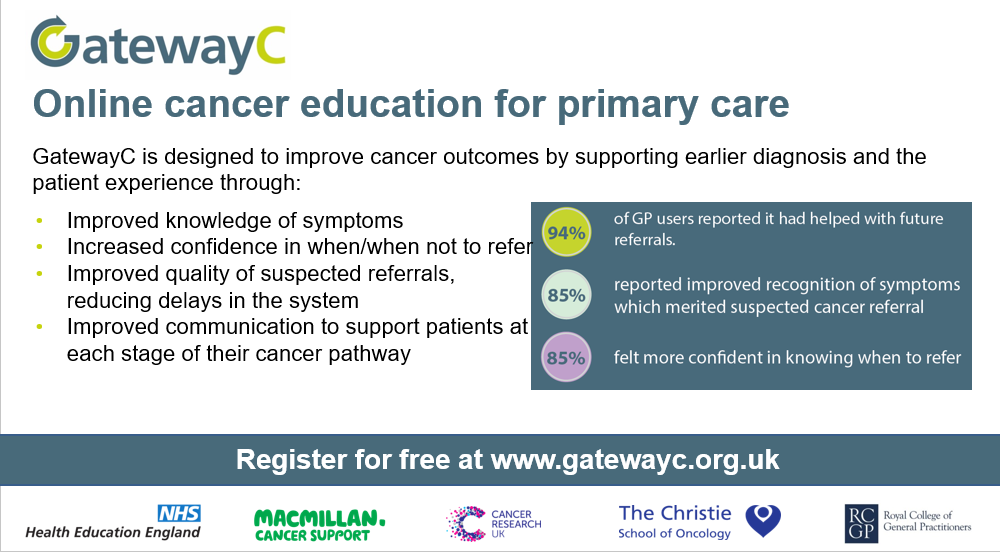 GatewayC
Online cancer education for primary care
GatewayC is designed to improve cancer outcomes by supporting earlier diagnosis and the
patient experience through:
• Improved knowledge of symptoms
• Increased confidence in when/when not to refer
• Improved quality of suspected referrals,
reducing delays in the system
• Improved communication to support patients at
each stage of their cancer pathway
94% of GP users reported it had helped with future
referrals.
85% reported improved recognition of symptoms
which merited suspected cancer referral
85% felt more confident in knowing when to refer
Register for free at www.gatewayc.org.uk
NHS
Health Education England
MACMILLAN.
CANCER SUPPORT
CANCER
RESEARCH
UK
The Christie
School of Oncology
RC
GP
Royal College of
General Practitioners